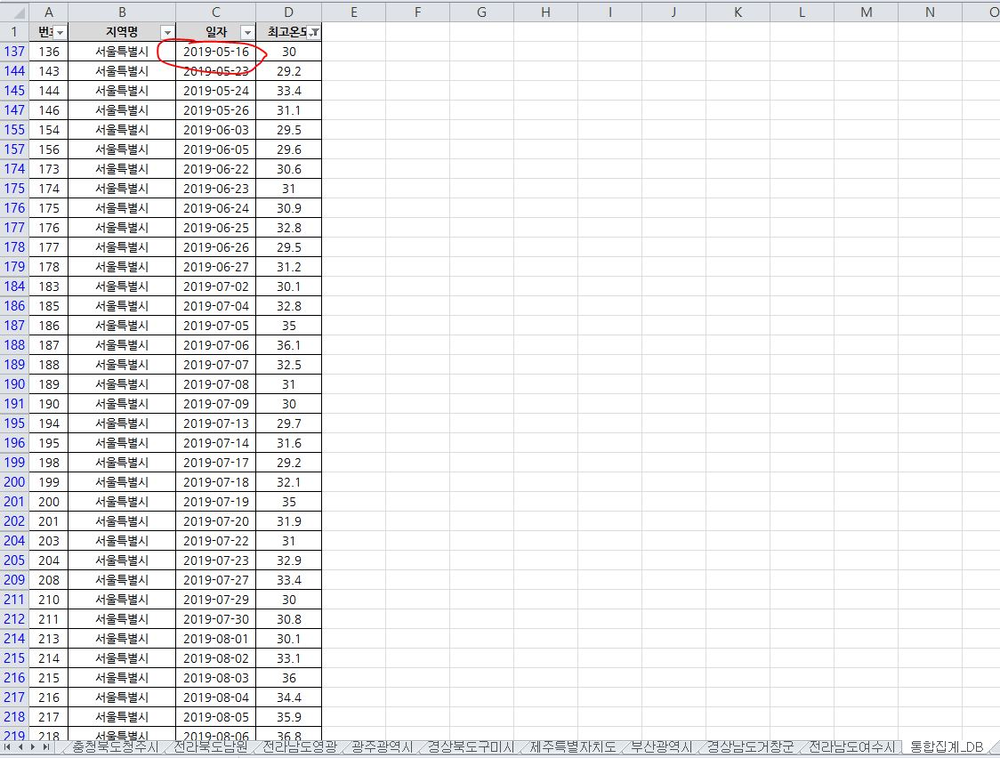 A B C D E F G H I J K L M N O
1 번호 지역명 일자 최고온도
137 136 서울특별시 2019-05-16 30
144 143 서울특별시 2019-05-23 29.2
145 144 서울특별시 2019-05-24 33.4
147 146 서울특별시 2019-05-26 31.1
155 154 서울특별시 2019-06-03 29.5
157 156 서울특별시 2019-06-05 29.6
174 173 서울특별시 2019-06-22 30.6
175 174 서울특별시 2019-06-23 31
176 175 서울특별시 2019-06-24 30.9
177 176 서울특별시 2019-06-25 32.8
178 177 서울특별시 2019-06-26 29.5
179 178 서울특별시 2019-06-27 31.2
184 183 서울특별시 2019-07-02 30.1
186 185 서울특별시 2019-07-04 32.8
187 186 서울특별시 2019-07-05 35
188 187 서울특별시 2019-07-06 36.1
189 188 서울특별시 2019-07-07 32.5
190 189 서울특별시 2019-07-08 31
191 190 서울특별시 2019-07-09 30
195 194 서울특별시 2019-07-13 29.7
196 195 서울특별시 2019-07-14 31.6
199 198 서울특별시 2019-07-17 29.2
200 199 서울특별시 2019-07-18 32.1
201 200 서울특별시 2019-07-19 35
202 201 서울특별시 2019-07-20 31.9
204 203 서울특별시 2019-07-22 31
205 204 서울특별시 2019-07-23 32.9
209 208 서울특별시 2019-07-27 33.4
211 210 서울특별시 2019-07-29 30
212 211 서울특별시 2019-07-30 30.8
214 213 서울특별시 2019-08-01 30.1
215 214 서울특별시 2019-08-02 33.1
216 215 서울특별시 2019-08-03 36
217 216 서울특별시 2019-08-04 34.4
218 217 서울특별시 2019-08-05 35.9
219 218 서울특별시 2019-08-06 36.8
충청북도청주시 전라북도남원 전라남도영광 광주광역시 경상북도구미시 제주특별자치도 부산광역시 경상남도거창군 전라남도여수시 통합집계_DB